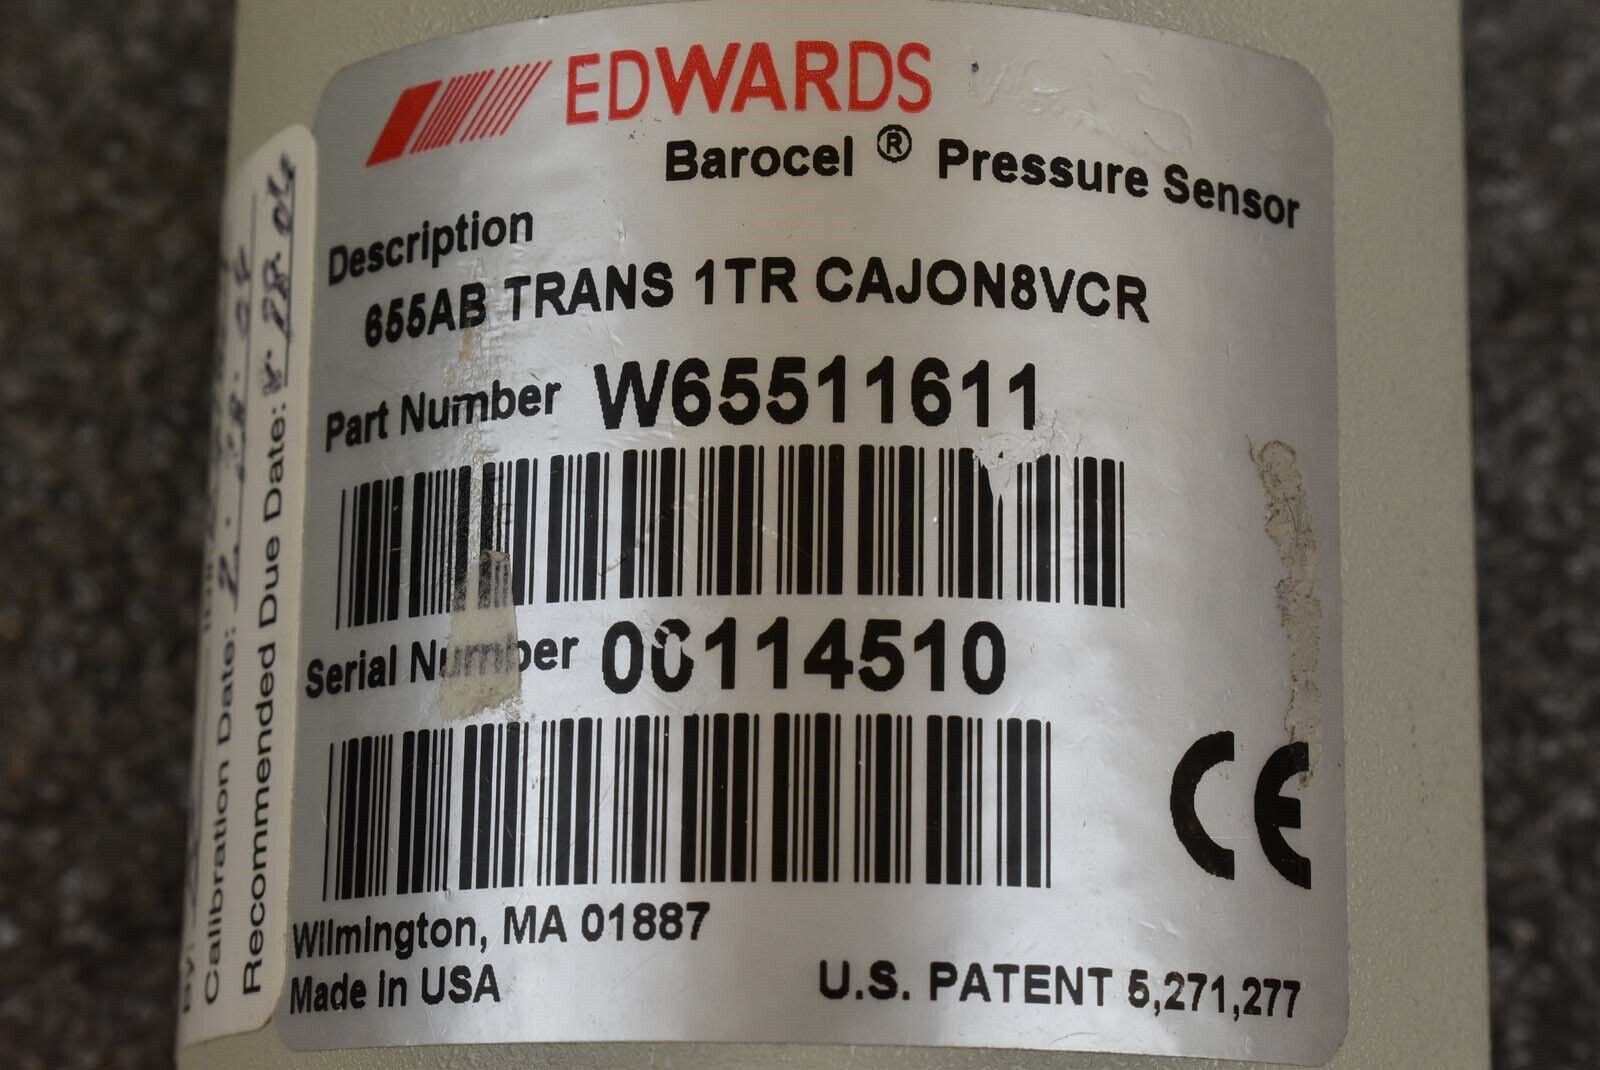 EDWARDS
Barocel ® Pressure Sensor
Description
655AB TRANS 1TR CAJON8VCR
Part Number W65511611
Serial Number 00114510
Wilmington, MA 01887
Made in USA
U.S. PATENT 5,271,277
CE
Calibration Date:
Recommended Due Date: